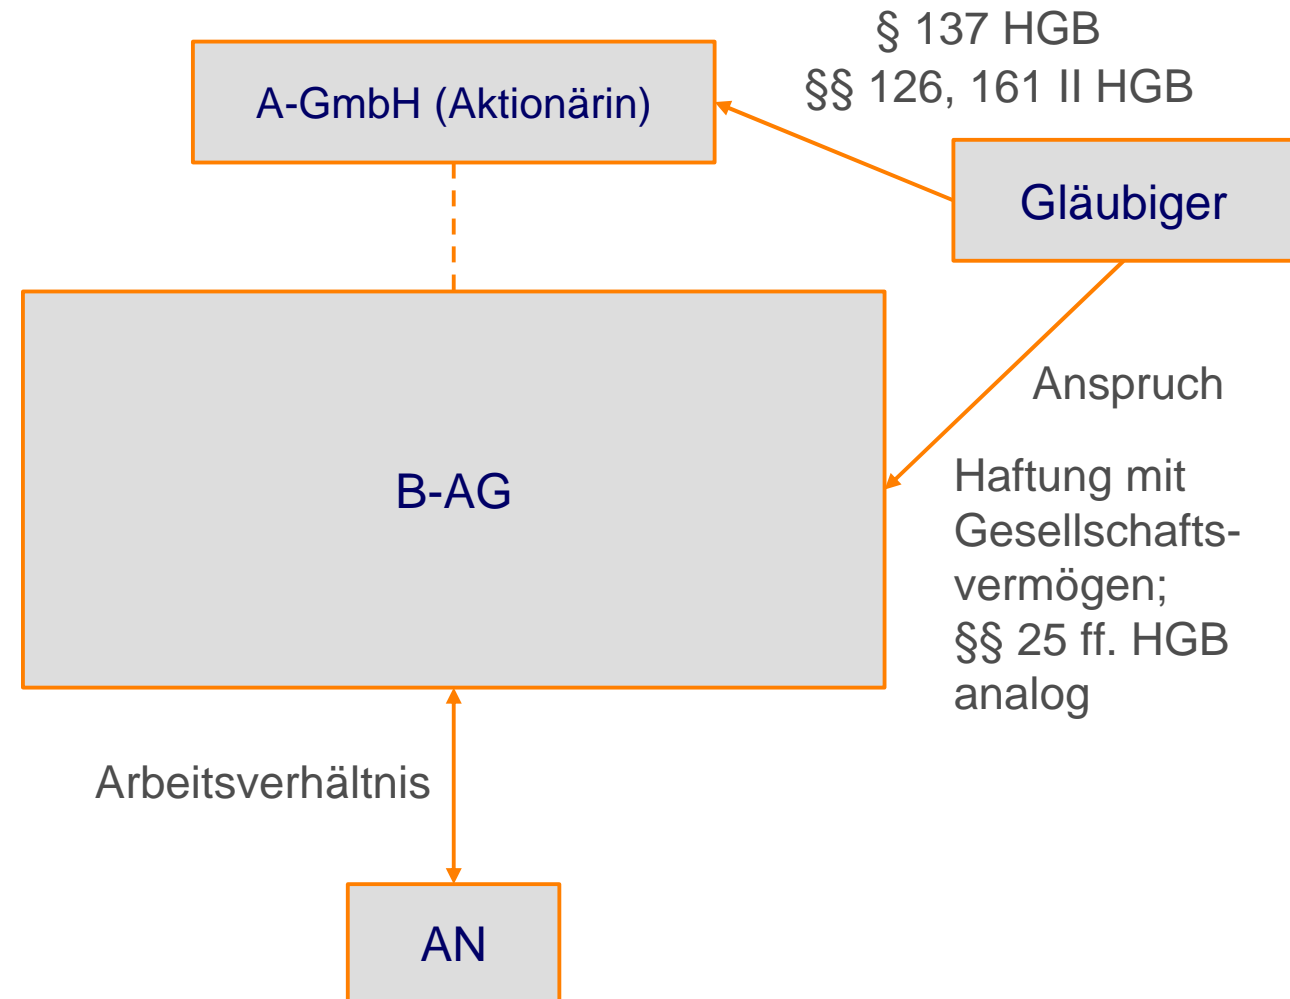 § 137 HGB
§§ 126, 161 II HGB
A-GmbH (Aktionärin)
Gläubiger
Anspruch
B-AG
Haftung mit
Gesellschafts-
vermögen;
§§ 25 ff. HGB
analog
Arbeitsverhältnis
AN